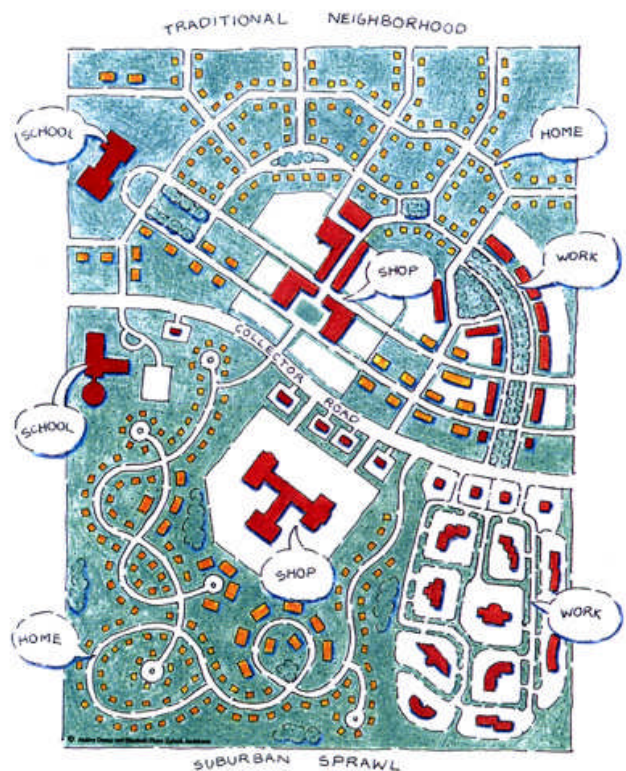 TRADITIONAL NEIGHBORHOOD
SCHOOL
HOME
WORK
SHOP
COLLECTOR ROAD
SCHOOL
SHOP
HOME
WORK
SUBURBAN SPRAWL